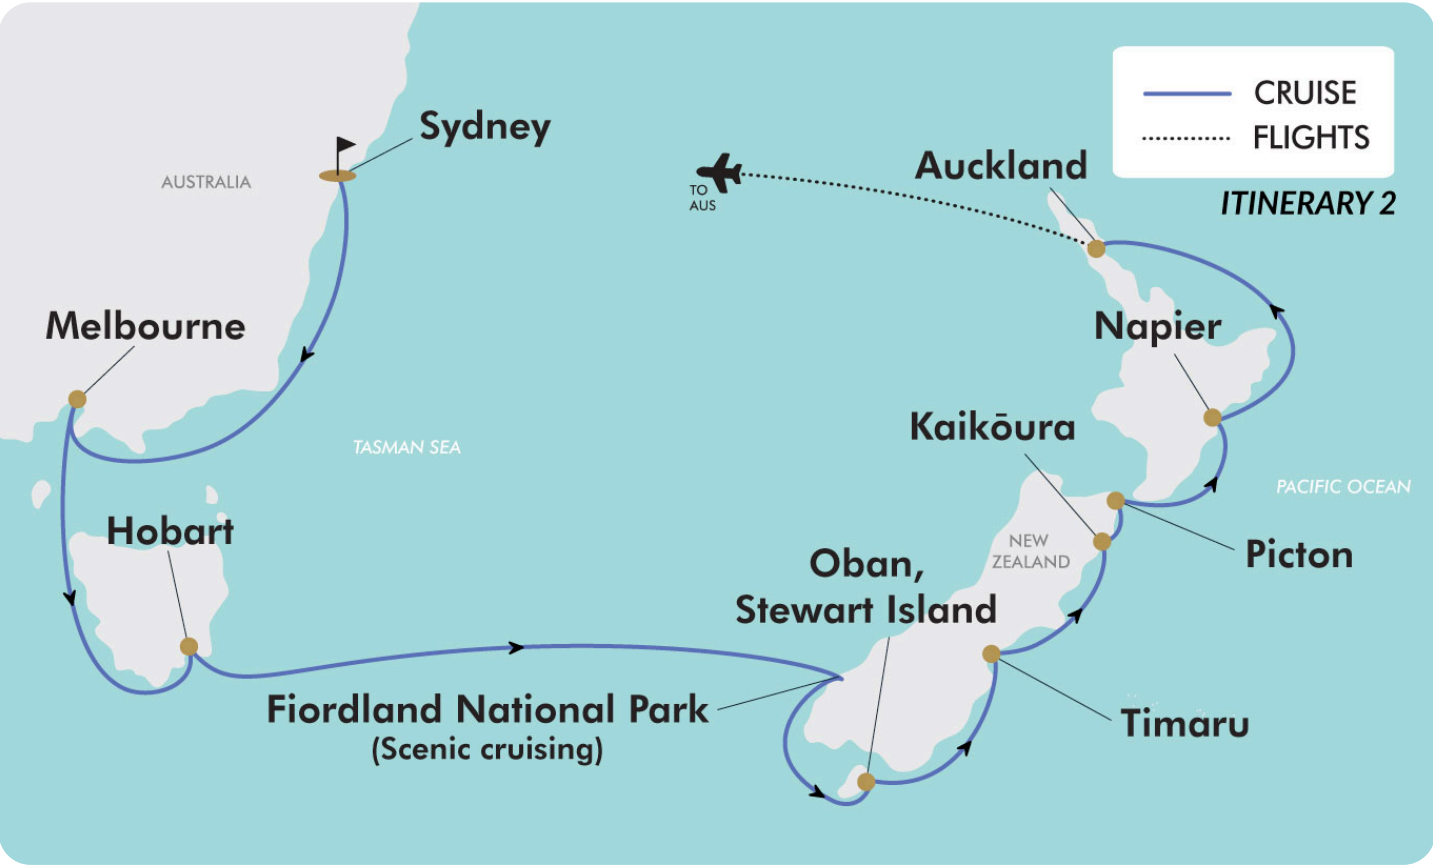 CRUISE
FLIGHTS
ITINERARY 2
Sydney
AUSTRALIA
Auckland
TO
AUS
Melbourne
Napier
TASMAN SEA
Kaikōura
PACIFIC OCEAN
Hobart
NEW
ZEALAND
Picton
Oban,
Stewart Island
Fiordland National Park
(Scenic cruising)
Timaru